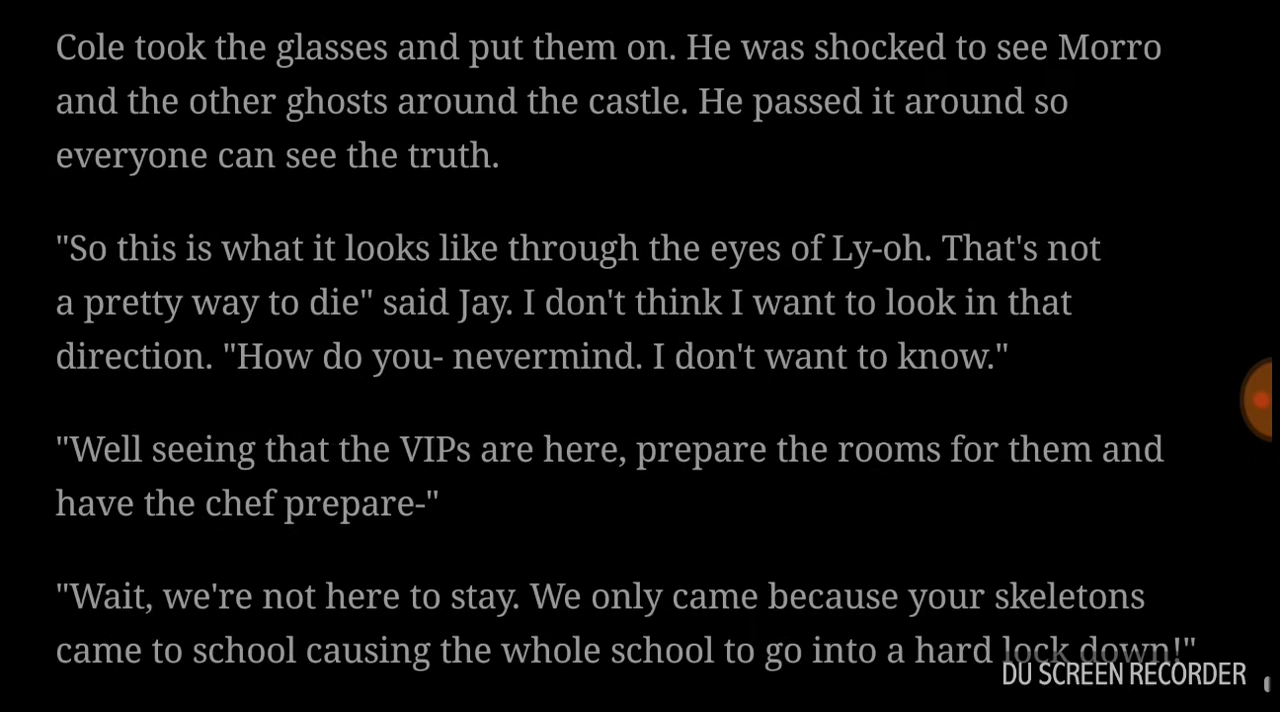 Cole took the glasses and put them on. He was shocked to see Morro
and the other ghosts around the castle. He passed it around so
everyone can see the truth.
"So this is what it looks like through the eyes of Ly-oh. That's not
a pretty way to die" said Jay. I don't think I want to look in that
direction. "How do you- nevermind. I don't want to know."
"Well seeing that the VIPs are here, prepare the rooms for them and
have the chef prepare-"
"Wait, we're not here to stay. We only came because your skeletons
came to school causing the whole school to go into a hard lock down!"
DU SCREEN RECORDER